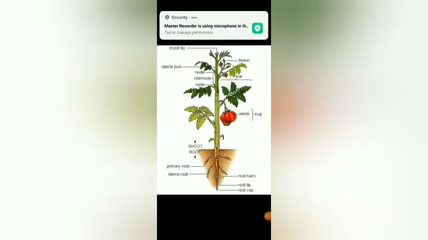 Security
Master Recorder is using microphone in th..
Tap to manage permissions
shoot tip
flower
lateral bud
node
leaf
internode
node
seeds
fruit
SHOOT
ROOT
primary root
lateral root
root hairs
root tip
root cap